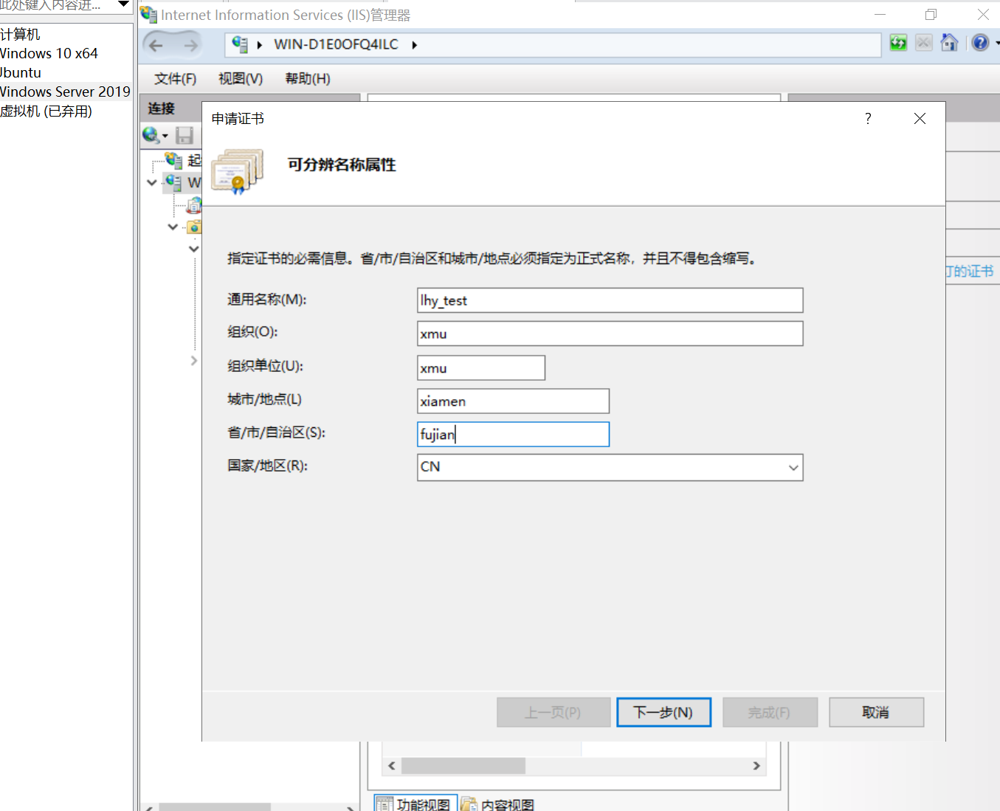 此处键入内容进...
计算机
Windows 10 x64
Ubuntu
Windows Server 2019
虚拟机 (已弃用)
Internet Information Services (IIS)管理器
WIN-D1E0OFQ4ILC
文件(F) 视图(V) 帮助(H)
连接
起
W
申请证书
?
可分辨名称属性
指定证书的必需信息。省/市/自治区和城市/地点必须指定为正式名称，并且不得包含缩写。
通用名称(M): lhy_test
组织(O): xmu
组织单位(U): xmu
城市/地点(L) xiamen
省/市/自治区(S): fujian
国家/地区(R): CN
的证书
上一页(P) 下一步(N) 完成(F) 取消
功能视图 内容视图